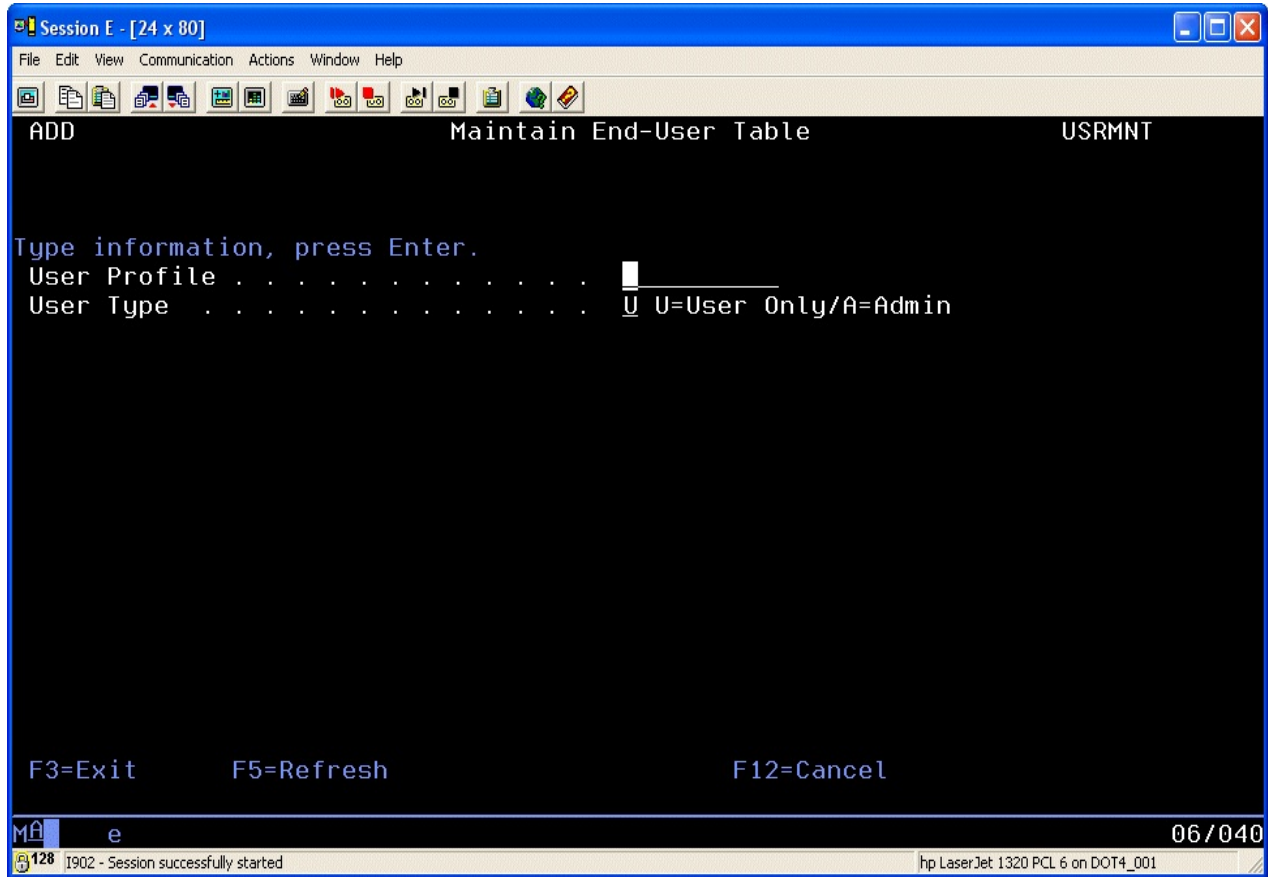 Session E - [24 x 80]
File Edit View Communication Actions Window Help
ADD Maintain End-User Table USRMNT
Type information, press Enter.
User Profile . . . . . . . . . . . .
User Type . . . . . . . . . . . . . U U=User Only/A=Admin
F3=Exit F5=Refresh F12=Cancel
MA e 06/040
128 I902 - Session successfully started hp LaserJet 1320 PCL 6 on DOT4_001